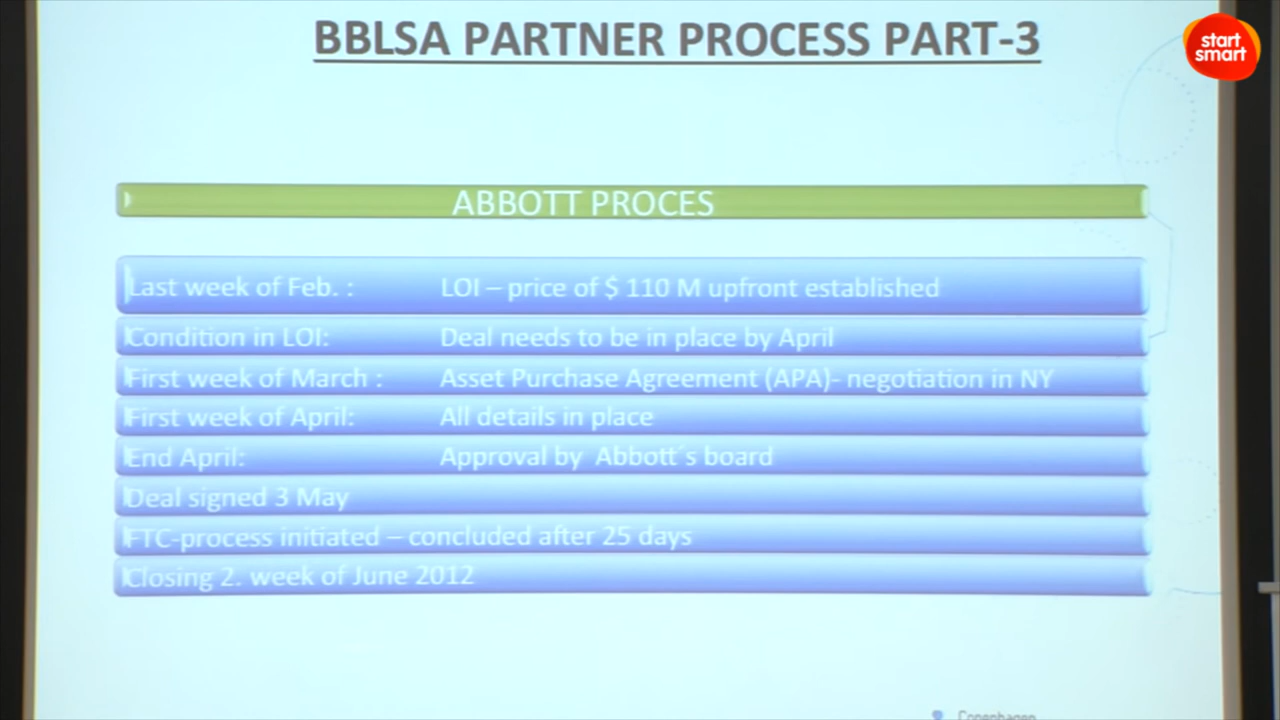 BBLSA PARTNER PROCESS PART-3
start
smart
ABBOTT PROCES
Last week of Feb. : LOI – price of $ 110 M upfront established
Condition in LOI: Deal needs to be in place by April
First week of March : Asset Purchase Agreement (APA)- negotiation in NY
First week of April: All details in place
End April: Approval by Abbott´s board
Deal signed 3 May
FTC-process initiated – concluded after 25 days
Closing 2. week of June 2012
Copenhagen